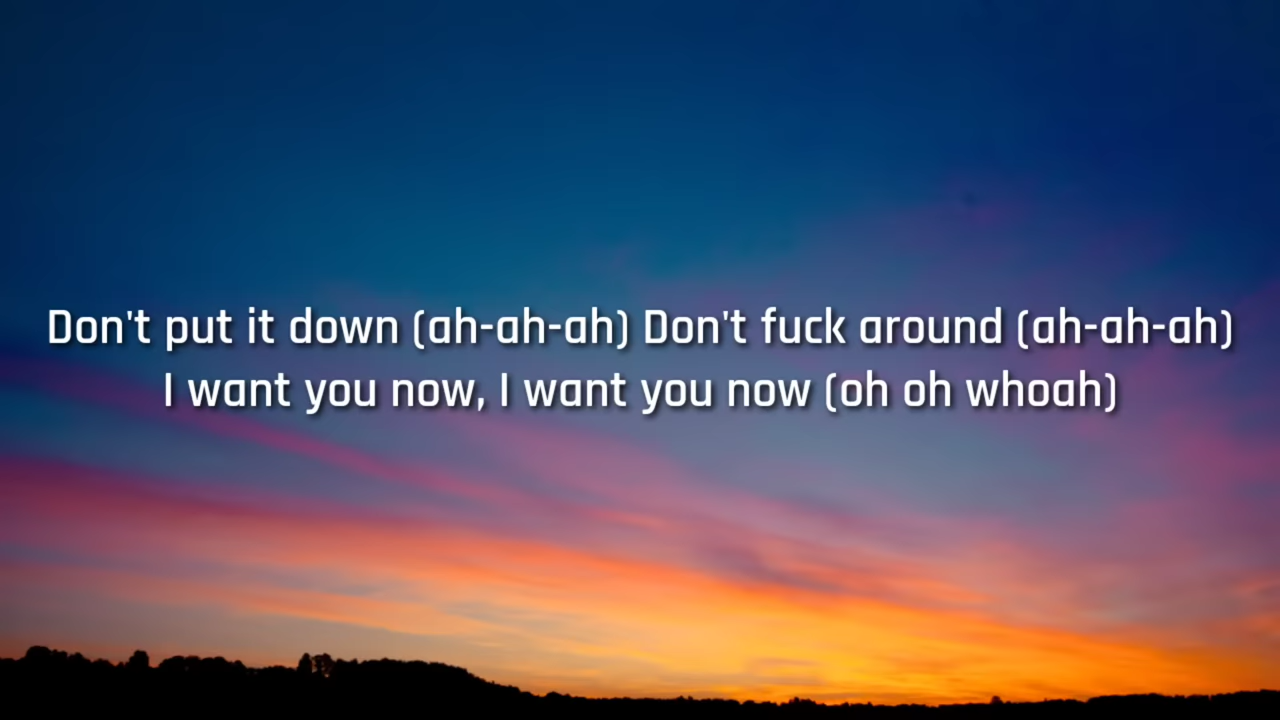 Don't put it down (ah-ah-ah) Don't fuck around (ah-ah-ah)
I want you now, I want you now (oh oh whoah)